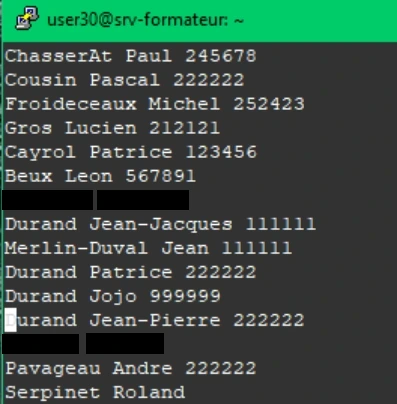 user30@srv-formateur: ~
ChasserAt Paul 245678
Cousin Pascal 222222
Froideceaux Michel 252423
Gros Lucien 212121
Cayrol Patrice 123456
Beux Leon 567891
Durand Jean-Jacques 111111
Merlin-Duval Jean 111111
Durand Patrice 222222
Durand Jojo 999999
Durand Jean-Pierre 222222
Pavageau Andre 222222
Serpinet Roland